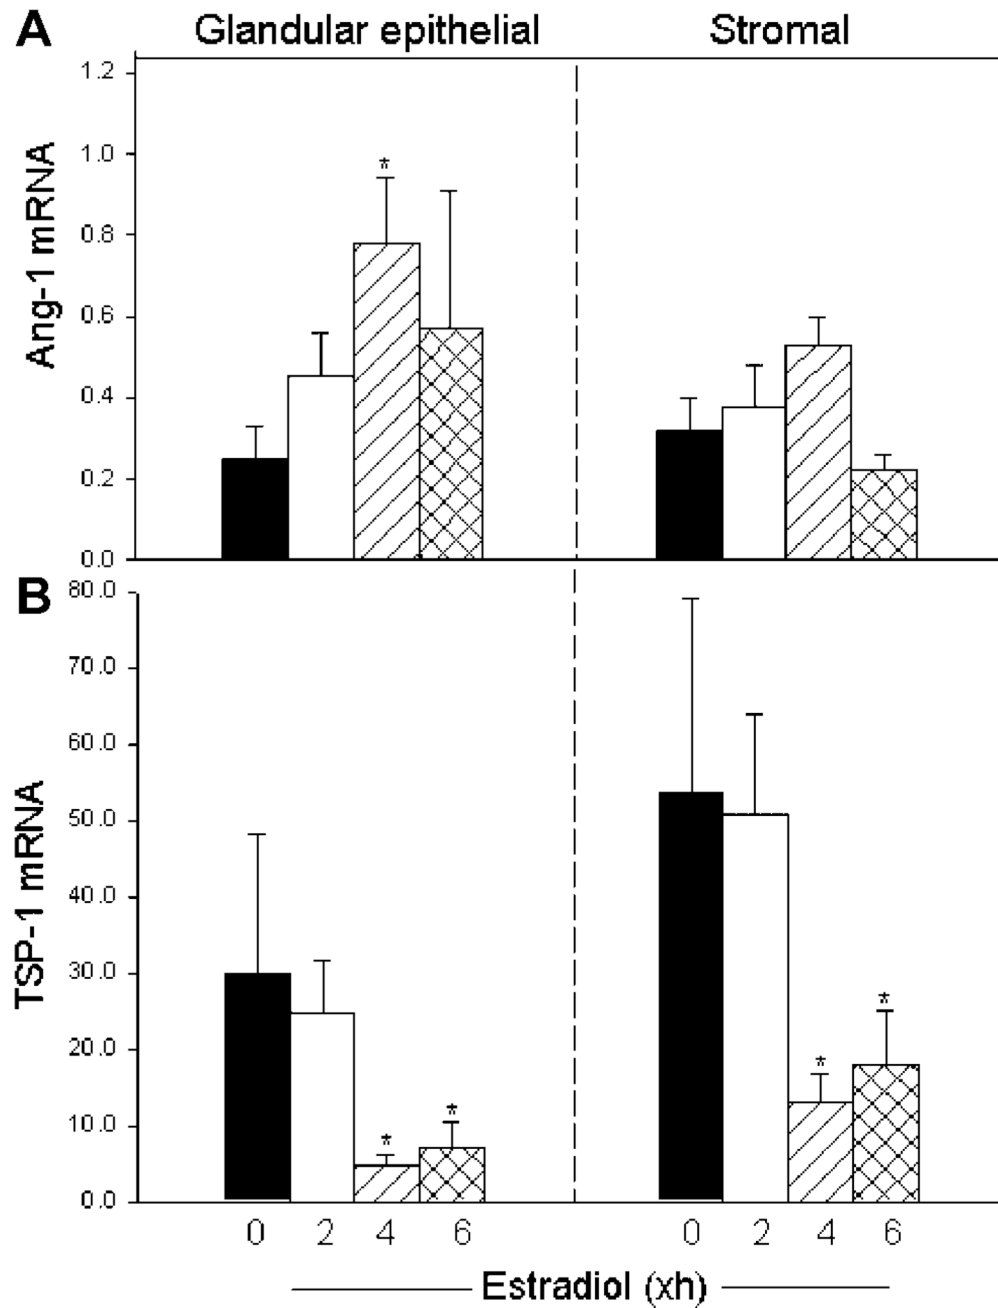 A
Glandular epithelial Stromal
1.2
1.0
*
0.8
0.6
0.4
0.2
0.0
Ang-1 mRNA
B
80.0
70.0
60.0
50.0
40.0
30.0
20.0
10.0
0.0
* * * *
TSP-1 mRNA
0 2 4 6 0 2 4 6
Estradiol (xh)